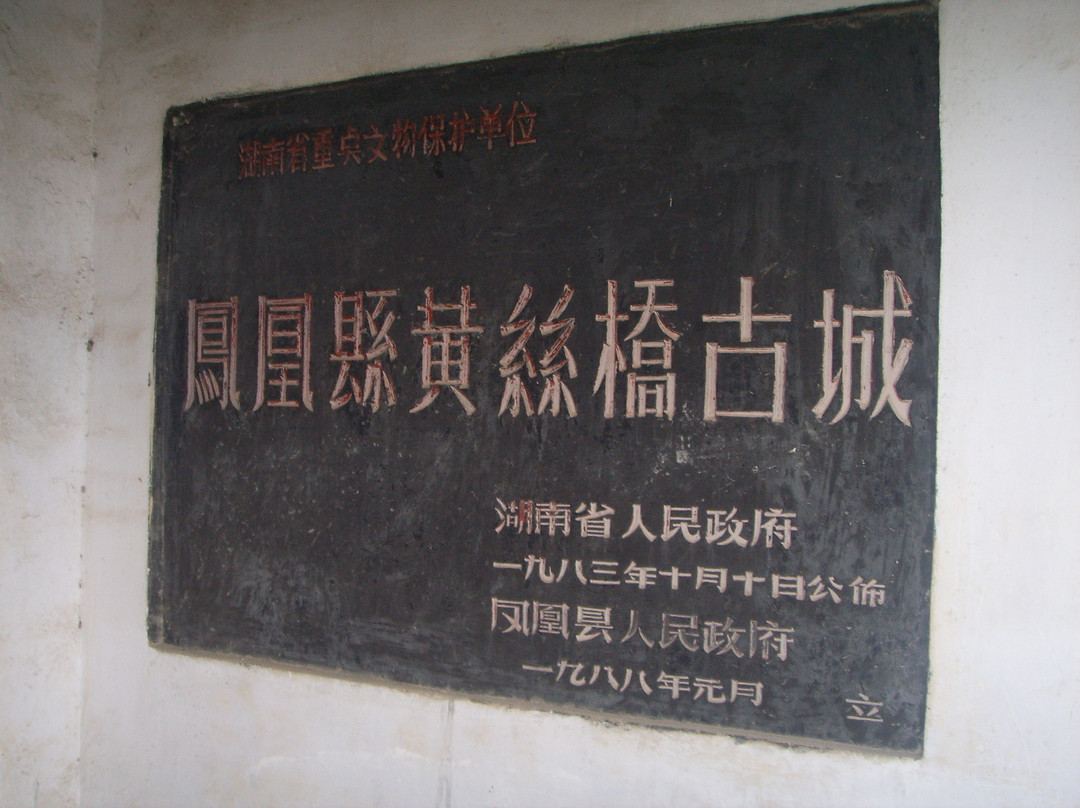 湖南省重点文物保护单位
鳳凰縣黄絲橋古城
湖南省人民政府
一九八三年十月十日公佈
凤凰县人民政府
一九八八年元月 立